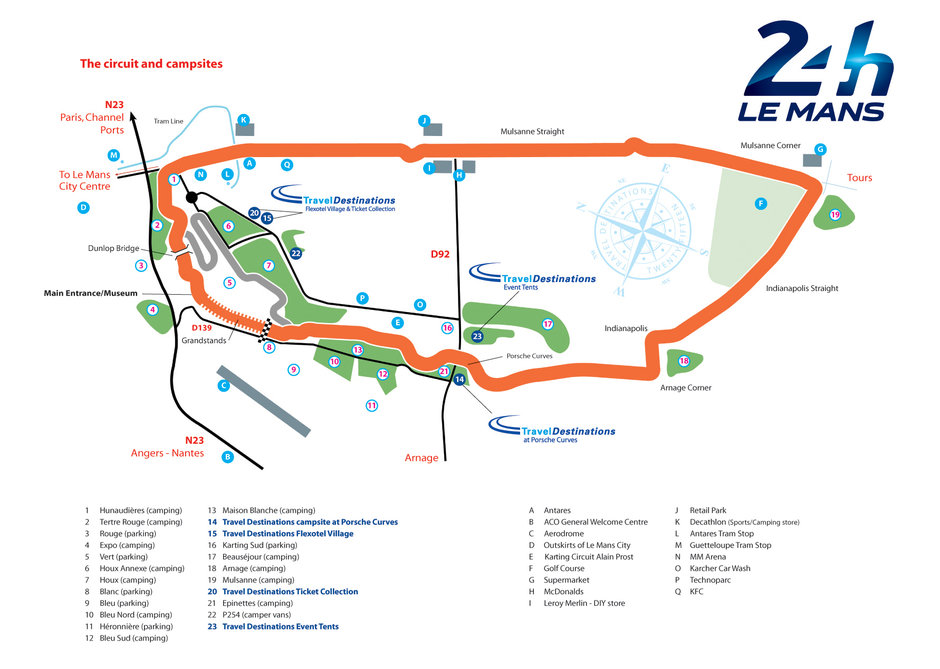 24h
LE MANS
The circuit and campsites
N23
Paris, Channel
Ports
Tram Line
K
J
Mulsanne Straight
Mulsanne Corner
G
M
A
Q
I
H
To Le Mans
City Centre
1
N
L
Tours
D
TravelDestinations
Flexotel Village & Ticket Collection
20
15
F
19
2
6
TRAVEL DESTINATIONS
TWENTYTEN
N
E
S
W
Dunlop Bridge
22
D92
3
7
5
TravelDestinations
Event Tents
Indianapolis Straight
Main Entrance/Museum
P
O
4
D139
E
16
17
Indianapolis
Grandstands
23
8
13
Porsche Curves
10
18
9
12
21
14
C
Arnage Corner
11
TravelDestinations
at Porsche Curves
N23
Angers - Nantes
B
Arnage
1 Hunaudières (camping)
2 Tertre Rouge (camping)
3 Rouge (parking)
4 Expo (camping)
5 Vert (parking)
6 Houx Annexe (camping)
7 Houx (camping)
8 Blanc (parking)
9 Bleu (parking)
10 Bleu Nord (camping)
11 Héronnière (parking)
12 Bleu Sud (camping)
13 Maison Blanche (camping)
14 Travel Destinations campsite at Porsche Curves
15 Travel Destinations Flexotel Village
16 Karting Sud (parking)
17 Beauséjour (camping)
18 Arnage (camping)
19 Mulsanne (camping)
20 Travel Destinations Ticket Collection
21 Epinettes (camping)
22 P254 (camper vans)
23 Travel Destinations Event Tents
A Antares
B ACO General Welcome Centre
C Aerodrome
D Outskirts of Le Mans City
E Karting Circuit Alain Prost
F Golf Course
G Supermarket
H McDonalds
I Leroy Merlin - DIY store
J Retail Park
K Decathlon (Sports/Camping store)
L Antares Tram Stop
M Guetteloupe Tram Stop
N MM Arena
O Karcher Car Wash
P Technoparc
Q KFC